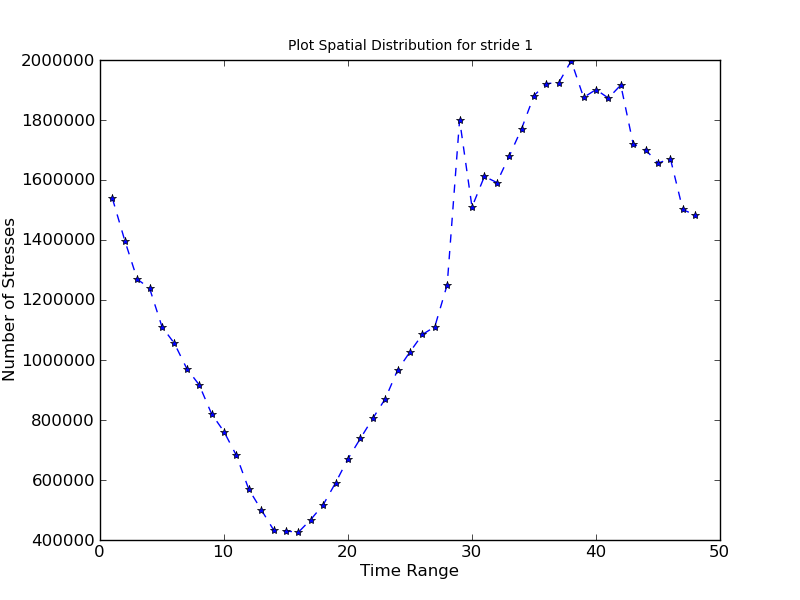 Plot Spatial Distribution for stride 1
2000000
1800000
1600000
1400000
1200000
1000000
800000
600000
400000
Number of Stresses
0 10 20 30 40 50
Time Range